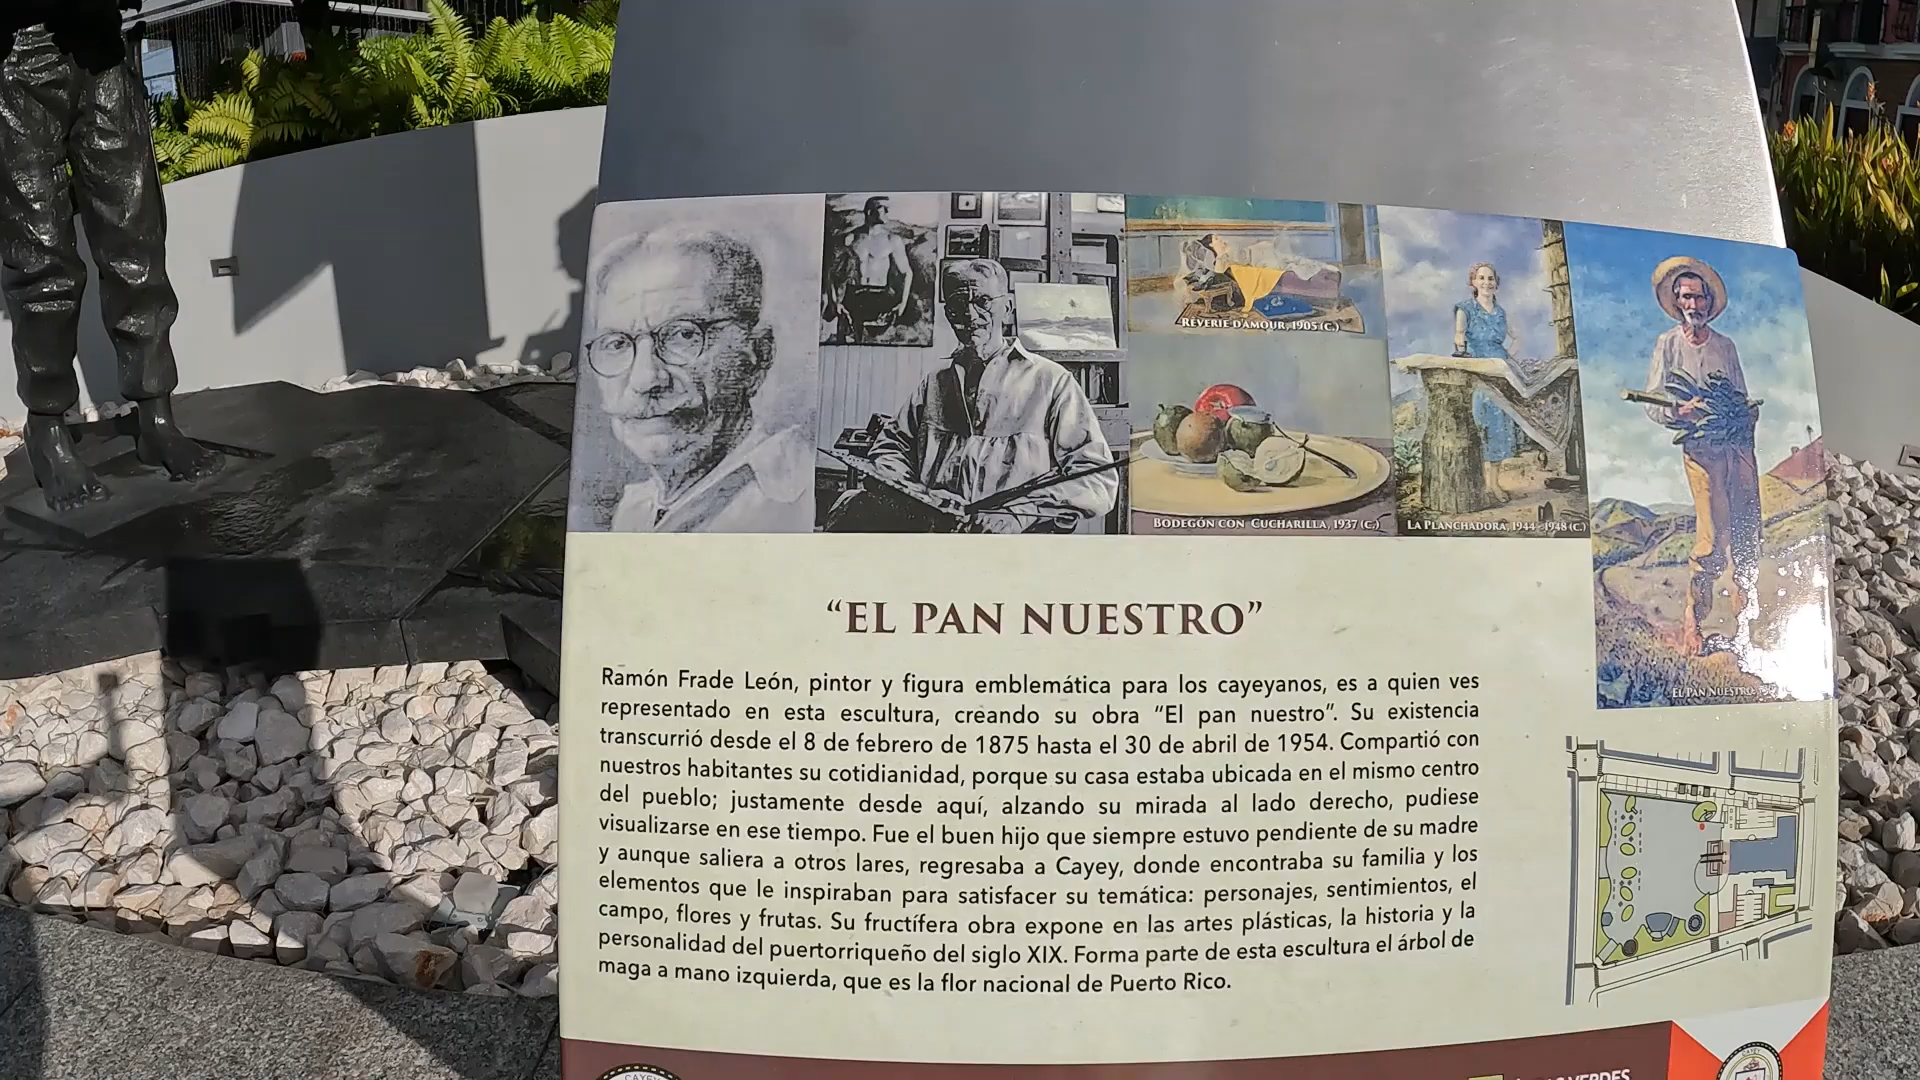 RÊVERIE D'AMOUR, 1905 (C.)
BODEGÓN CON CUCHARILLA, 1937 (C.)
LA PLANCHADORA, 1944 - 1948 (C.)
EL PAN NUESTRO
“EL PAN NUESTRO”
Ramón Frade León, pintor y figura emblemática para los cayeyanos, es a quien ves
representado en esta escultura, creando su obra “El pan nuestro”. Su existencia
transcurrió desde el 8 de febrero de 1875 hasta el 30 de abril de 1954. Compartió con
nuestros habitantes su cotidianidad, porque su casa estaba ubicada en el mismo centro
del pueblo; justamente desde aquí, alzando su mirada al lado derecho, pudiese
visualizarse en ese tiempo. Fue el buen hijo que siempre estuvo pendiente de su madre
y aunque saliera a otros lares, regresaba a Cayey, donde encontraba su familia y los
elementos que le inspiraban para satisfacer su temática: personajes, sentimientos, el
campo, flores y frutas. Su fructífera obra expone en las artes plásticas, la historia y la
personalidad del puertorriqueño del siglo XIX. Forma parte de esta escultura el árbol de
maga a mano izquierda, que es la flor nacional de Puerto Rico.
CAYEY
VERDES
CAYEY